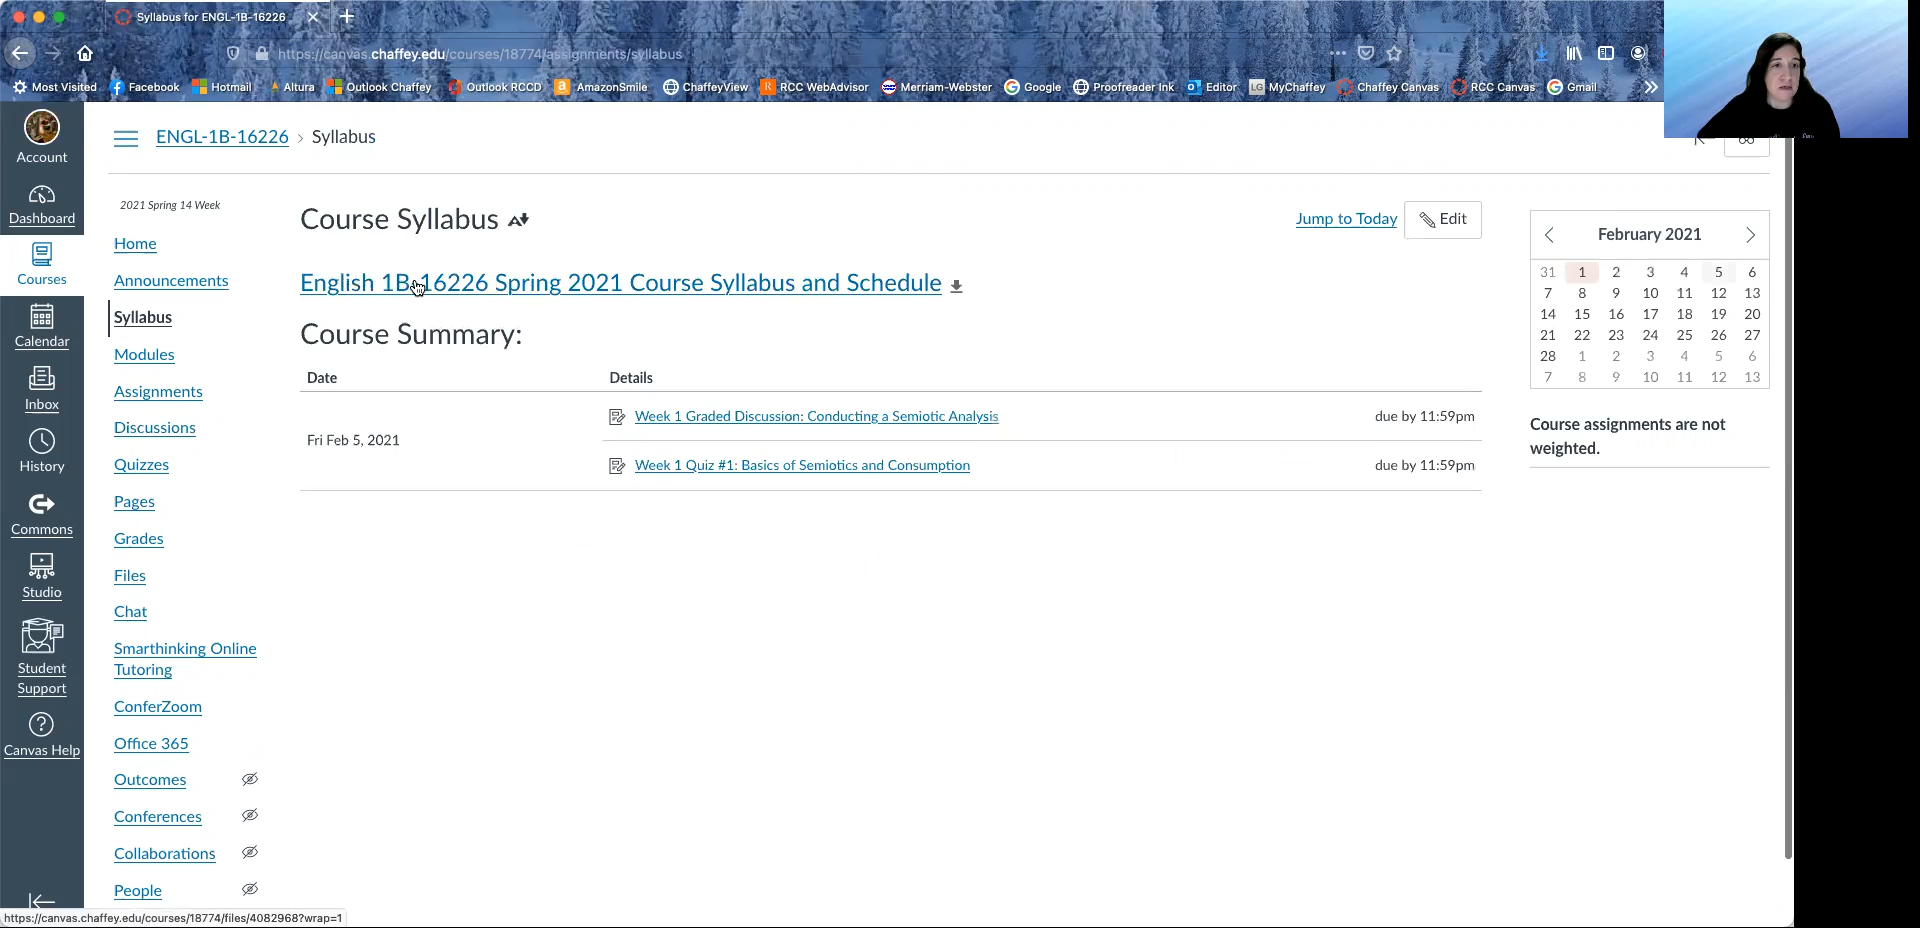 Syllabus for ENGL-1B-16226
https://canvas.chaffey.edu/courses/18774/assignments/syllabus
Most Visited Facebook Hotmail Altura Outlook Chaffey Outlook RCCD AmazonSmile ChaffeyView RCC WebAdvisor Merriam-Webster Google Proofreader Ink Editor LG MyChaffey Chaffey Canvas RCC Canvas Gmail
Account
Dashboard
Courses
Calendar
Inbox
History
Commons
Studio
Student
Support
Canvas Help
ENGL-1B-16226 › Syllabus
2021 Spring 14 Week
Home
Announcements
Syllabus
Modules
Assignments
Discussions
Quizzes
Pages
Grades
Files
Chat
Smarthinking Online
Tutoring
ConferZoom
Office 365
Outcomes
Conferences
Collaborations
People
Course Syllabus
Jump to Today Edit
English 1B-16226 Spring 2021 Course Syllabus and Schedule
Course Summary:
Date Details
Fri Feb 5, 2021
Week 1 Graded Discussion: Conducting a Semiotic Analysis due by 11:59pm
Week 1 Quiz #1: Basics of Semiotics and Consumption due by 11:59pm
February 2021
31 1 2 3 4 5 6
7 8 9 10 11 12 13
14 15 16 17 18 19 20
21 22 23 24 25 26 27
28 1 2 3 4 5 6
7 8 9 10 11 12 13
Course assignments are not
weighted.
https://canvas.chaffey.edu/courses/18774/files/4082968?wrap=1